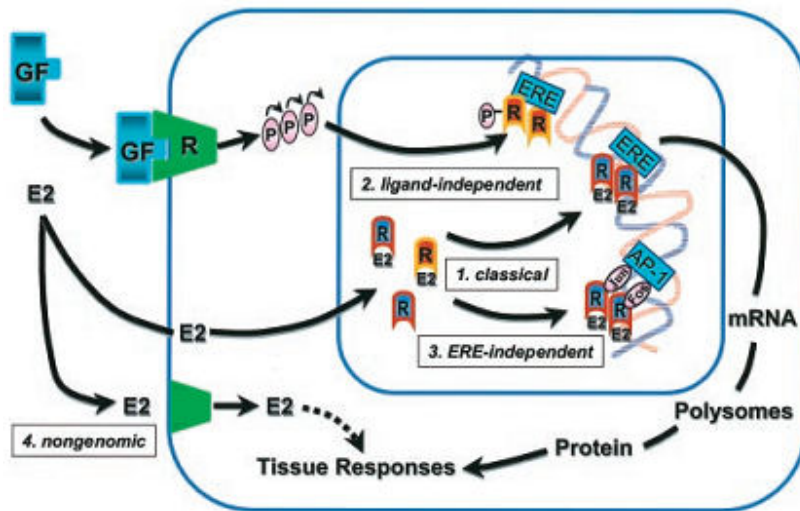 GF
GF
R
P
P
P
P
R
R
ERE
ERE
2. ligand-independent
E2
R
E2
R
E2
R
R
R
E2
E2
1. classical
AP-1
Jun
Fos
R
R
E2
E2
3. ERE-independent
mRNA
E2
4. nongenomic
E2
E2
Polysomes
Protein
Tissue Responses